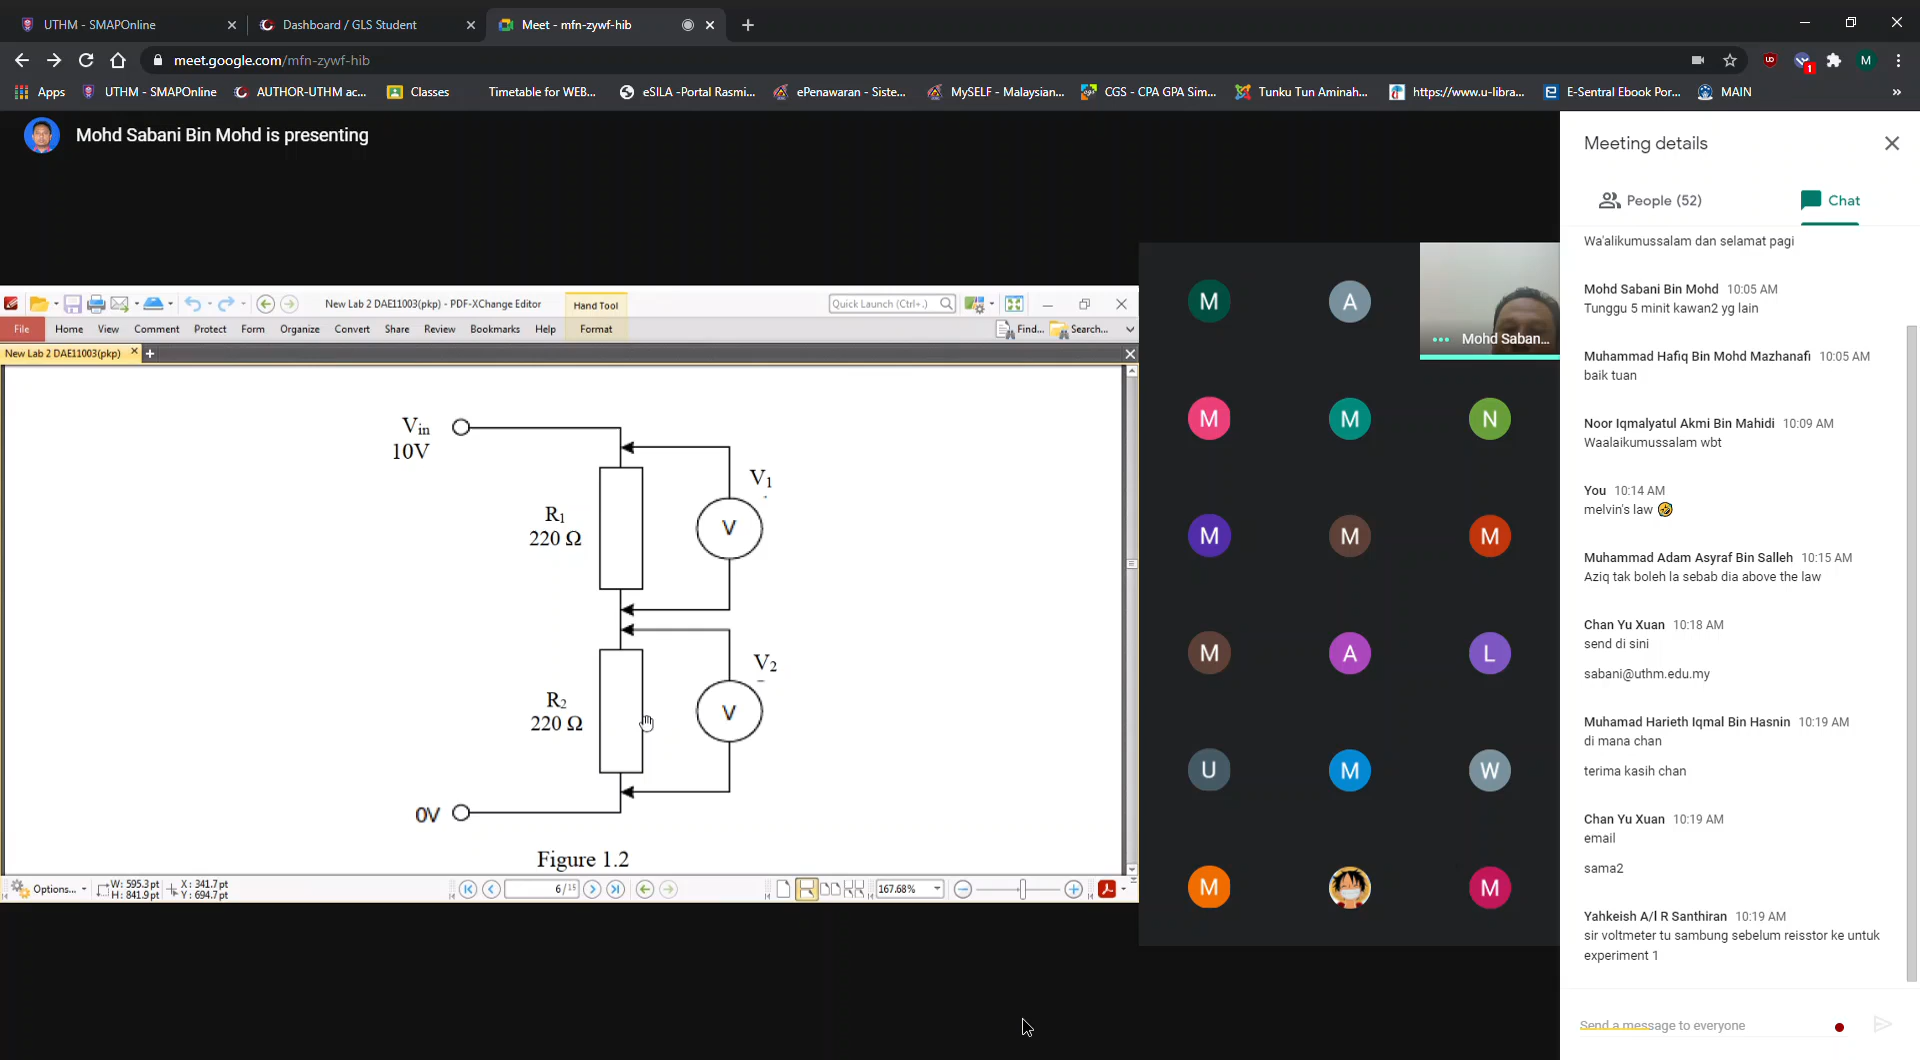 UTHM - SMAPOnline
Dashboard / GLS Student
Meet - mfn-zywf-hib
meet.google.com/mfn-zywf-hib
UD
1
M
Apps
UTHM - SMAPOnline
AUTHOR-UTHM ac...
Classes
Timetable for WEB...
eSILA -Portal Rasmi...
ePenawaran - Siste...
MySELF - Malaysian...
CGS - CPA GPA Sim...
Tunku Tun Aminah...
https://www.u-libra...
E-Sentral Ebook Por...
MAIN
»
Mohd Sabani Bin Mohd is presenting
New Lab 2 DAE11003(pkp) - PDF-XChange Editor
Hand Tool
Quick Launch (Ctrl+.)
File
Home
View
Comment
Protect
Form
Organize
Convert
Share
Review
Bookmarks
Help
Format
Find...
Search...
New Lab 2 DAE11003(pkp)
Vin
10V
V1
R1
220 Ω
V
V2
R2
220 Ω
V
0V
Figure 1.2
Options...
W: 595.3pt
H: 841.9pt
X: 341.7pt
Y: 694.7pt
6 / 15
167.68%
M
A
Mohd Saban...
M
M
N
M
M
M
M
A
L
U
M
W
M
M
Meeting details
People (52)
Chat
Wa'alikumussalam dan selamat pagi
Mohd Sabani Bin Mohd 10:05 AM
Tunggu 5 minit kawan2 yg lain
Muhammad Hafiq Bin Mohd Mazhanafi 10:05 AM
baik tuan
Noor Iqmalyatul Akmi Bin Mahidi 10:09 AM
Waalaikumussalam wbt
You 10:14 AM
melvin's law 🤣
Muhammad Adam Asyraf Bin Salleh 10:15 AM
Aziq tak boleh la sebab dia above the law
Chan Yu Xuan 10:18 AM
send di sini
sabani@uthm.edu.my
Muhamad Harieth Iqmal Bin Hasnin 10:19 AM
di mana chan
terima kasih chan
Chan Yu Xuan 10:19 AM
email
sama2
Yahkeish A/l R Santhiran 10:19 AM
sir voltmeter tu sambung sebelum reisstor ke untuk
experiment 1
Send a message to everyone